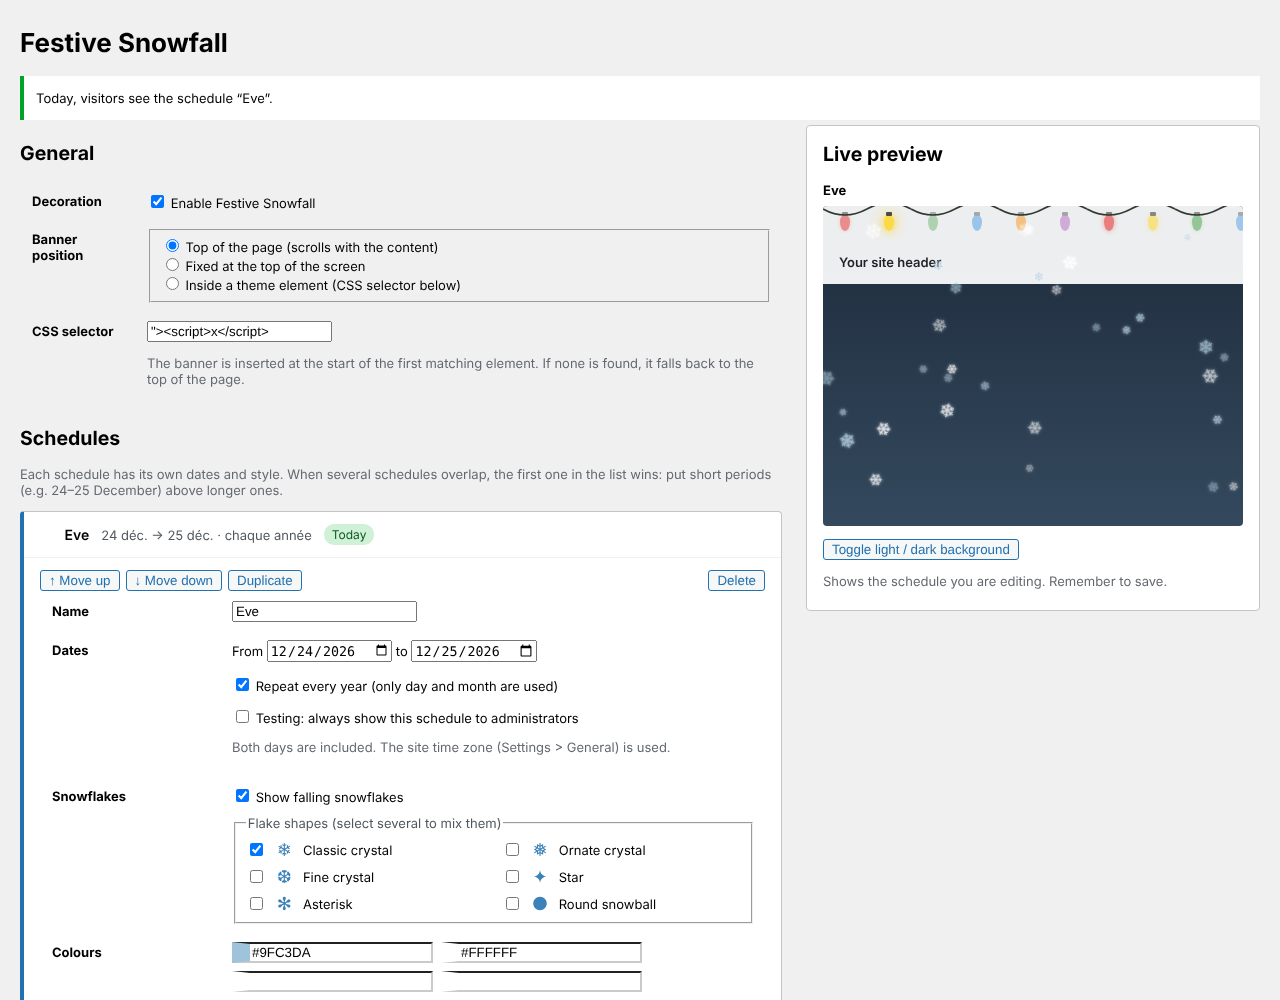 Festive Snowfall
Today, visitors see the schedule “Eve”.
General
Decoration
Enable Festive Snowfall
Banner
position
Top of the page (scrolls with the content)
Fixed at the top of the screen
Inside a theme element (CSS selector below)
CSS selector
"><script>x</script>
The banner is inserted at the start of the first matching element. If none is found, it falls back to the
top of the page.
Schedules
Each schedule has its own dates and style. When several schedules overlap, the first one in the list wins: put short periods
(e.g. 24–25 December) above longer ones.
Eve 24 déc. → 25 déc. · chaque année Today
↑ Move up ↓ Move down Duplicate Delete
Name
Eve
Dates
From 12/24/2026 to 12/25/2026
Repeat every year (only day and month are used)
Testing: always show this schedule to administrators
Both days are included. The site time zone (Settings > General) is used.
Snowflakes
Show falling snowflakes
Flake shapes (select several to mix them)
❄ Classic crystal ❅ Ornate crystal
❆ Fine crystal ✦ Star
✻ Asterisk ● Round snowball
Colours
#9FC3DA #FFFFFF
Live preview
Eve
Your site header
Toggle light / dark background
Shows the schedule you are editing. Remember to save.